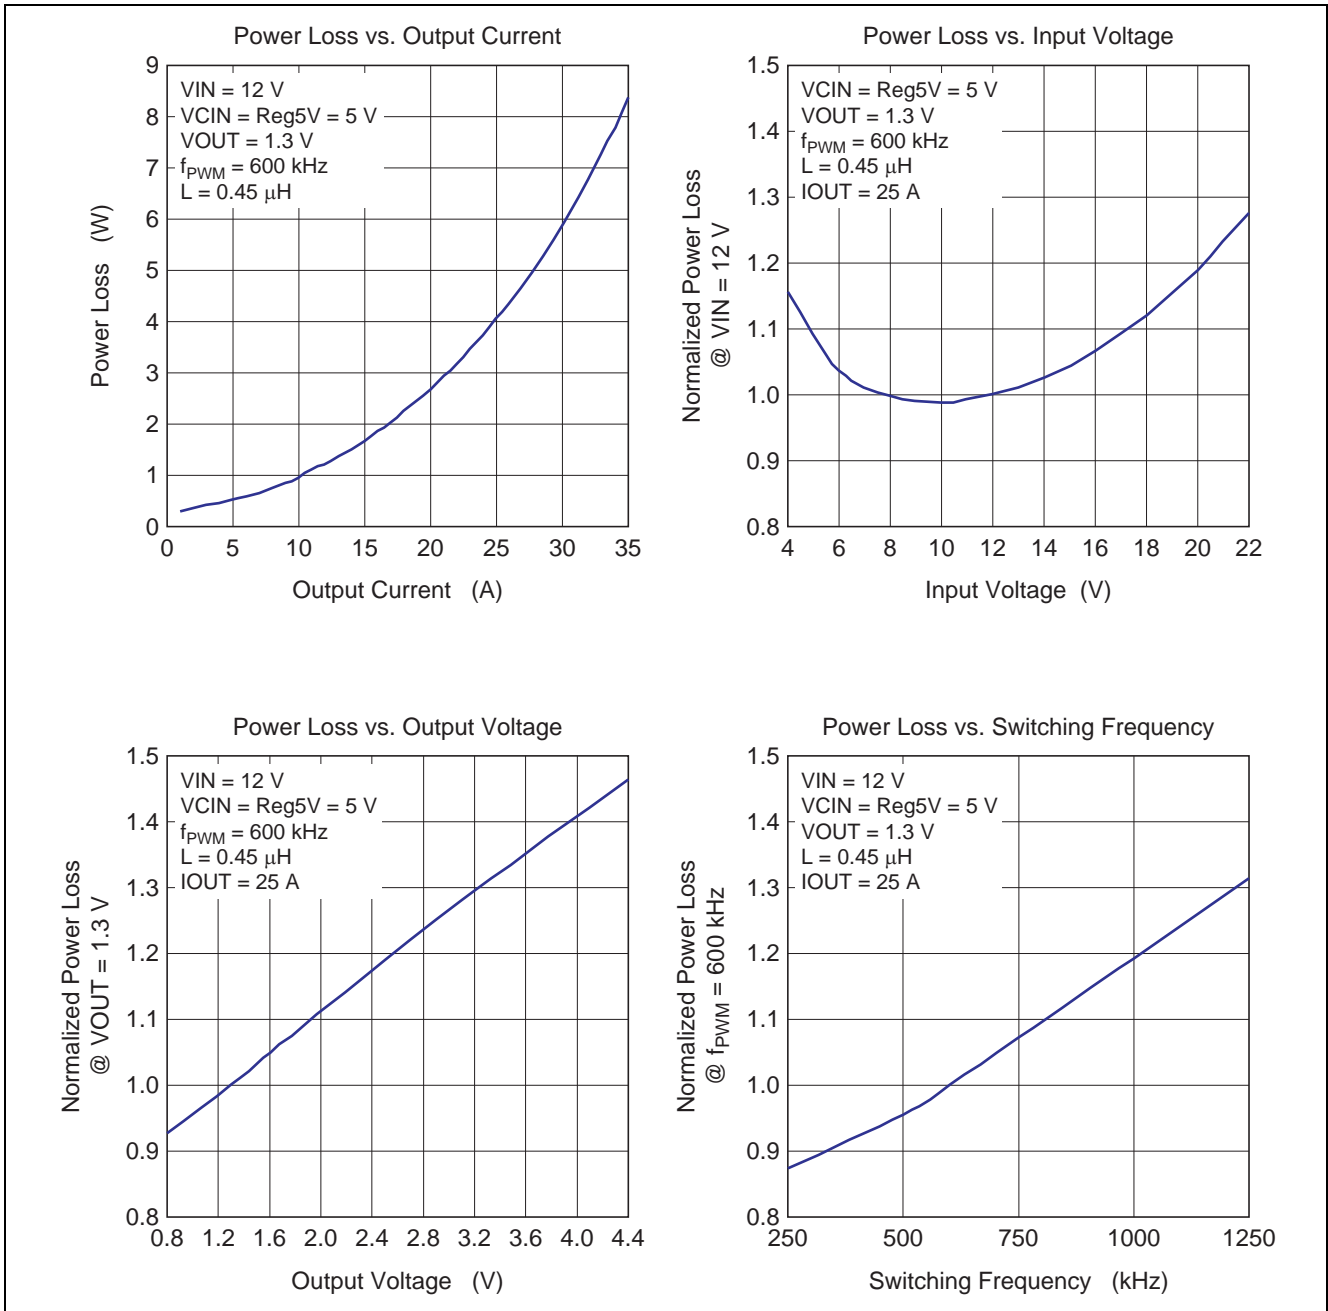 Power Loss vs. Output Current
9
8
7
6
5
4
3
2
1
0
VIN = 12 V
VCIN = Reg5V = 5 V
VOUT = 1.3 V
fPWM = 600 kHz
L = 0.45 μH
Power Loss (W)
0 5 10 15 20 25 30 35
Output Current (A)
Power Loss vs. Input Voltage
1.5
1.4
1.3
1.2
1.1
1.0
0.9
0.8
VCIN = Reg5V = 5 V
VOUT = 1.3 V
fPWM = 600 kHz
L = 0.45 μH
IOUT = 25 A
Normalized Power Loss
@ VIN = 12 V
4 6 8 10 12 14 16 18 20 22
Input Voltage (V)
Power Loss vs. Output Voltage
1.5
1.4
1.3
1.2
1.1
1.0
0.9
0.8
VIN = 12 V
VCIN = Reg5V = 5 V
fPWM = 600 kHz
L = 0.45 μH
IOUT = 25 A
Normalized Power Loss
@ VOUT = 1.3 V
0.8 1.2 1.6 2.0 2.4 2.8 3.2 3.6 4.0 4.4
Output Voltage (V)
Power Loss vs. Switching Frequency
1.5
1.4
1.3
1.2
1.1
1.0
0.9
0.8
VIN = 12 V
VCIN = Reg5V = 5 V
VOUT = 1.3 V
L = 0.45 μH
IOUT = 25 A
Normalized Power Loss
@ fPWM = 600 kHz
250 500 750 1000 1250
Switching Frequency (kHz)